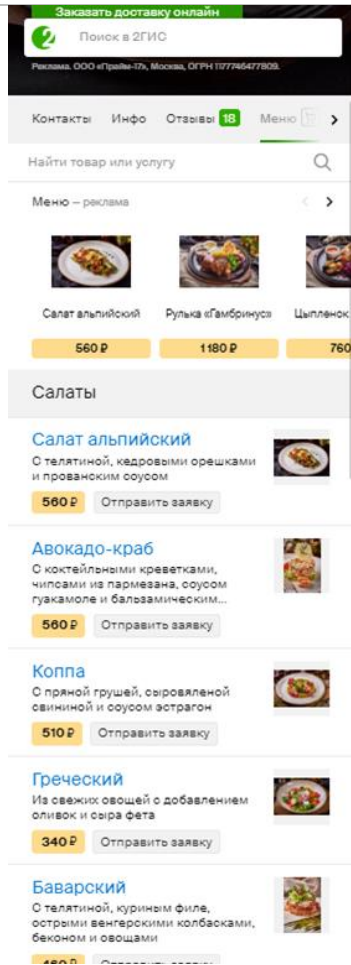 Заказать доставку онлайн
2
Поиск в 2ГИС
Реклама. ООО «Прайм-17», Москва, ОГРН 1177746477809.
Контакты Инфо Отзывы 18 Меню
Найти товар или услугу
Меню – реклама
Салат альпийский Рулька «Гамбринус» Цыпленок
560 ₽ 1180 ₽ 760
Салаты
Салат альпийский
С телятиной, кедровыми орешками
и прованским соусом
560 ₽ Отправить заявку
Авокадо-краб
С коктейльными креветками,
чипсами из пармезана, соусом
гуакамоле и бальзамическим...
560 ₽ Отправить заявку
Коппа
С пряной грушей, сыровяленой
свининой и соусом эстрагон
510 ₽ Отправить заявку
Греческий
Из свежих овощей с добавлением
оливок и сыра фета
340 ₽ Отправить заявку
Баварский
С телятиной, куриным филе,
острыми венгерскими колбасками,
беконом и овощами
460 ₽ Отправить заявку